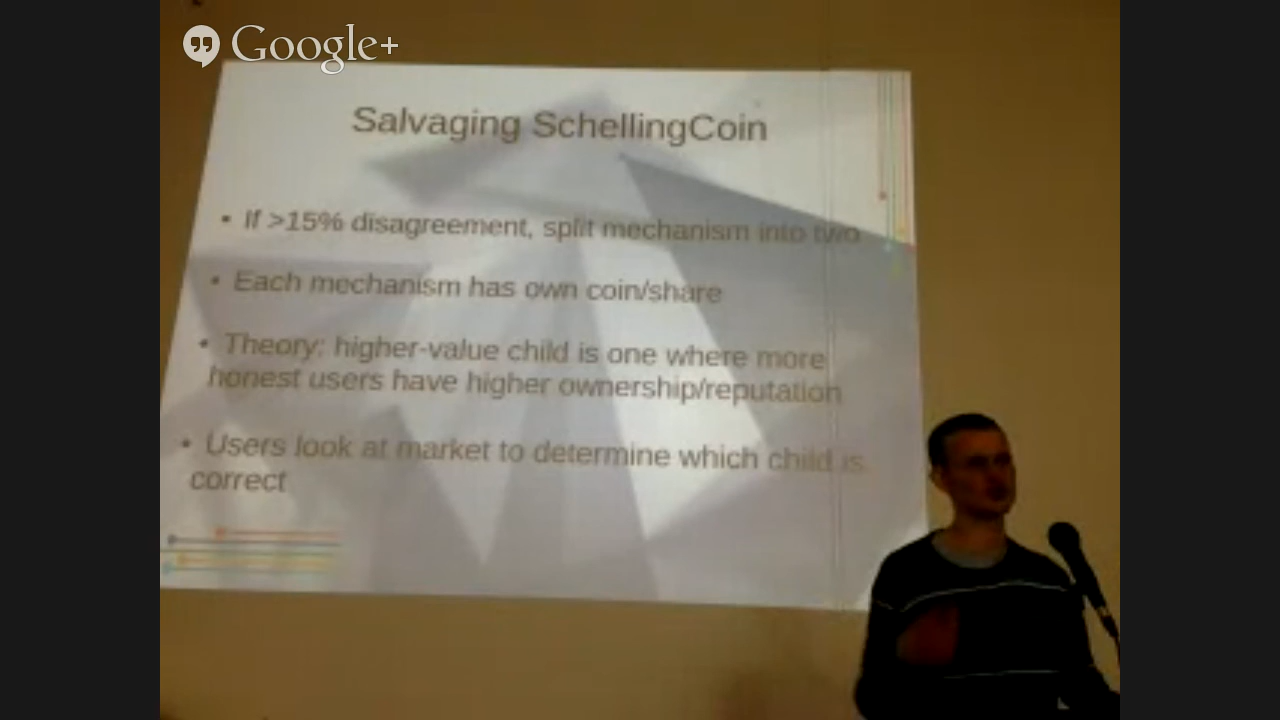 Google+
Salvaging SchellingCoin
• If >15% disagreement, split mechanism into two
• Each mechanism has own coin/share
• Theory: higher-value child is one where more
honest users have higher ownership/reputation
• Users look at market to determine which child is
correct